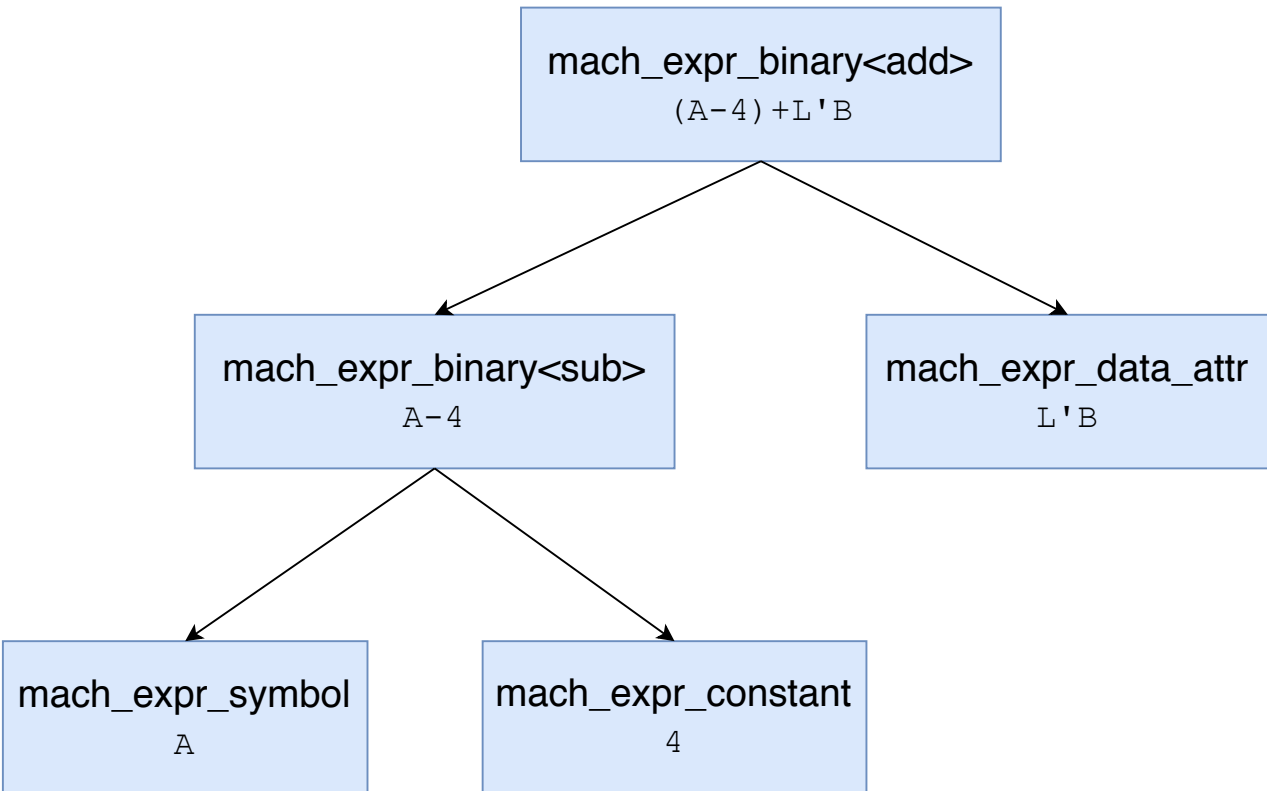 mach_expr_binary<add>
(A-4)+L'B
mach_expr_binary<sub>
A-4
mach_expr_data_attr
L'B
mach_expr_symbol
A
mach_expr_constant
4